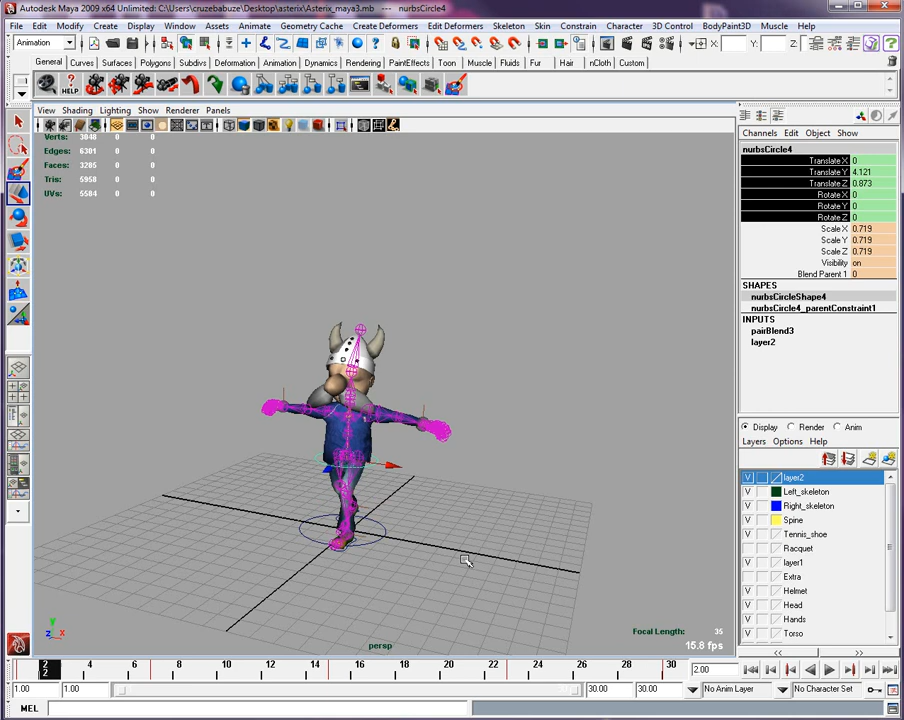 Autodesk Maya 2009 x64 Unlimited: C:\Users\cruzebabuze\Desktop\asterix\Asterix_maya3.mb --- nurbsCircle4
File Edit Modify Create Display Window Assets Animate Geometry Cache Create Deformers Edit Deformers Skeleton Skin Constrain Character 3D Control BodyPaint3D Muscle Help
Animation X: Y: Z:
General Curves Surfaces Polygons Subdivs Deformation Animation Dynamics Rendering PaintEffects Toon Muscle Fluids Fur Hair nCloth Custom
HELP
View Shading Lighting Show Renderer Panels
Verts: 3048 0 0
Edges: 6301 0 0
Faces: 3285 0 0
Tris: 5958 0 0
UVs: 5584 0 0
Channels Edit Object Show
nurbsCircle4
Translate X 0
Translate Y 4.121
Translate Z 0.873
Rotate X 0
Rotate Y 0
Rotate Z 0
Scale X 0.719
Scale Y 0.719
Scale Z 0.719
Visibility on
Blend Parent 1 0
SHAPES
nurbsCircleShape4
nurbsCircle4_parentConstraint1
INPUTS
pairBlend3
layer2
Display Render Anim
Layers Options Help
V layer2
V Left_skeleton
V Right_skeleton
V Spine
V Tennis_shoe
Racquet
V layer1
Extra
V Helmet
V Head
V Hands
V Torso
y
z x
persp
Focal Length: 35
15.8 fps
2 4 6 8 10 12 14 16 18 20 22 24 26 28 30 2.00
2
1.00 1.00 30.00 30.00 No Anim Layer No Character Set
MEL